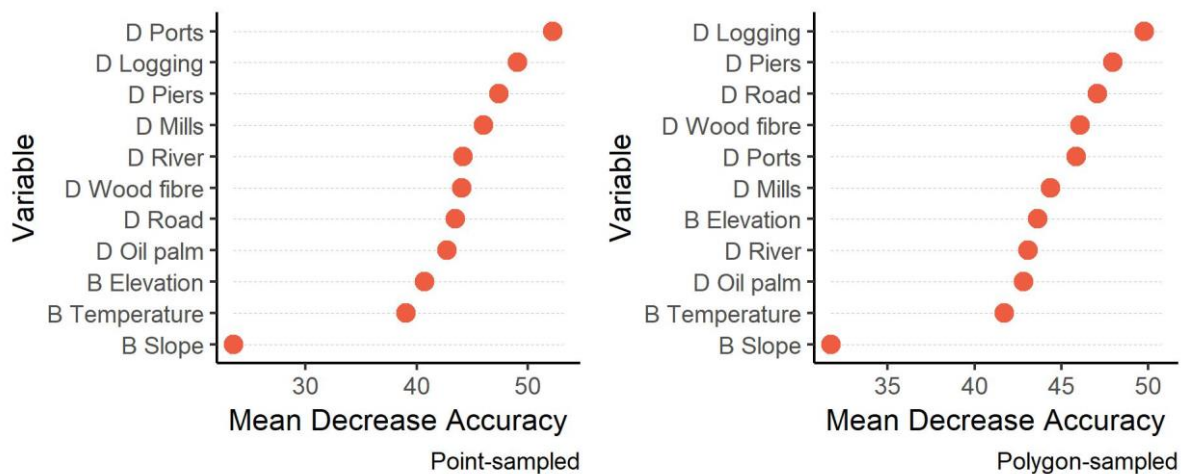 Variable
D Ports
D Logging
D Piers
D Mills
D River
D Wood fibre
D Road
D Oil palm
B Elevation
B Temperature
B Slope
30 40 50
Mean Decrease Accuracy
Point-sampled
Variable
D Logging
D Piers
D Road
D Wood fibre
D Ports
D Mills
B Elevation
D River
D Oil palm
B Temperature
B Slope
35 40 45 50
Mean Decrease Accuracy
Polygon-sampled